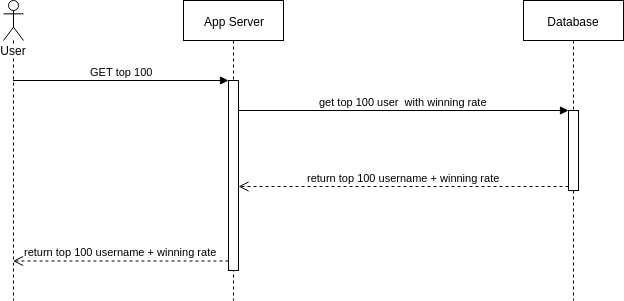 App Server
Database
User
GET top 100
get top 100 user  with winning rate
return top 100 username + winning rate
return top 100 username + winning rate